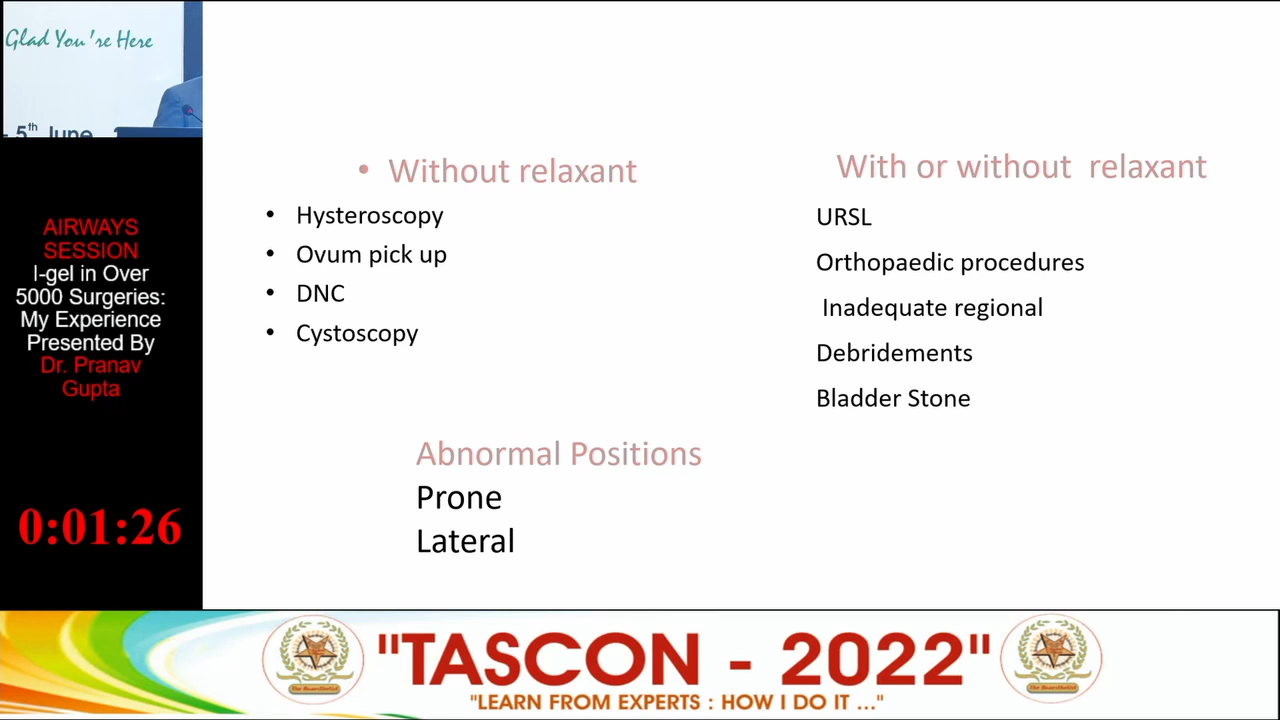 Glad You're Here
5th June
AIRWAYS
SESSION
I-gel in Over
5000 Surgeries:
My Experience
Presented By
Dr. Pranav
Gupta
0:01:26
• Without relaxant
• Hysteroscopy
• Ovum pick up
• DNC
• Cystoscopy
With or without relaxant
URSL
Orthopaedic procedures
Inadequate regional
Debridements
Bladder Stone
Abnormal Positions
Prone
Lateral
"TASCON - 2022"
"LEARN FROM EXPERTS : HOW I DO IT ..."